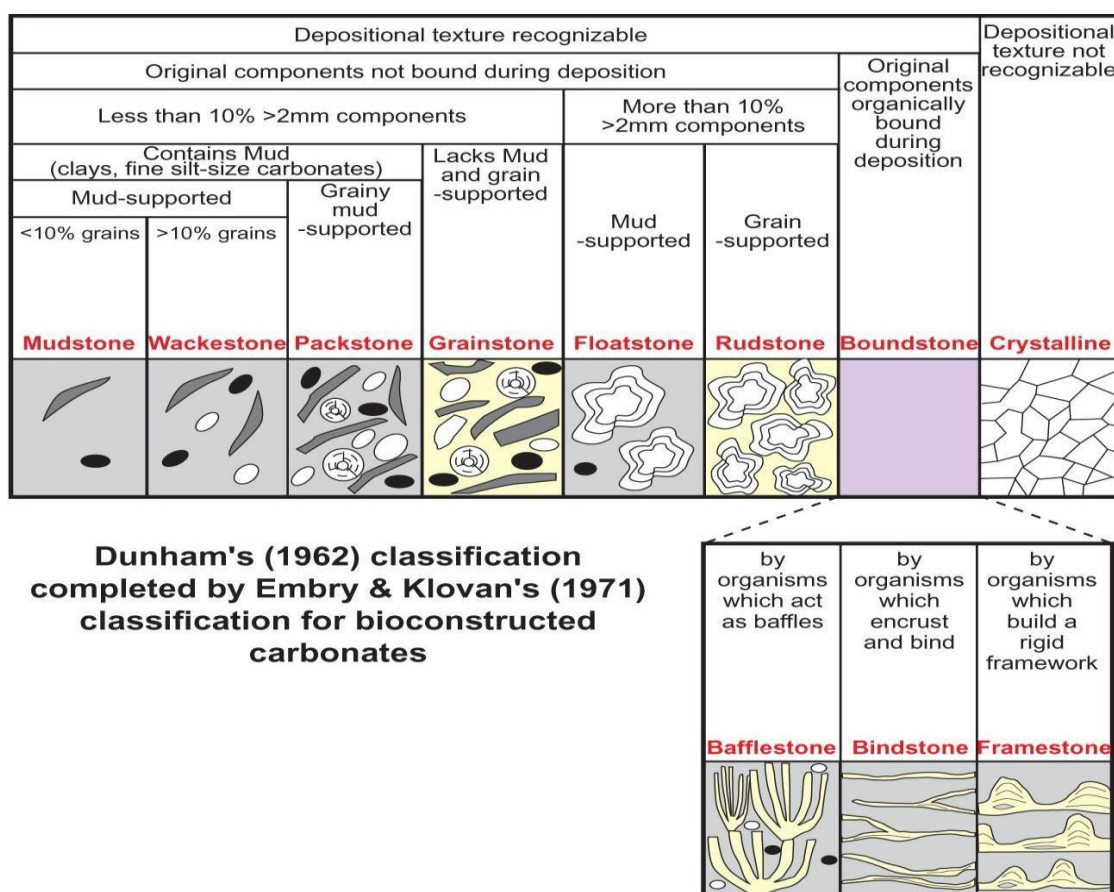 Depositional texture recognizable
Depositional
texture not
recognizable
Original components not bound during deposition
Original
components
organically
bound
during
deposition
Less than 10% >2mm components
More than 10%
>2mm components
Contains Mud
(clays, fine silt-size carbonates)
Lacks Mud
and grain
-supported
Mud-supported
Grainy
mud
-supported
<10% grains
>10% grains
Mud
-supported
Grain
-supported
Mudstone
Wackestone
Packstone
Grainstone
Floatstone
Rudstone
Boundstone
Crystalline
Dunham's (1962) classification
completed by Embry & Klovan's (1971)
classification for bioconstructed
carbonates
by
organisms
which act
as baffles
by
organisms
which
encrust
and bind
by
organisms
which
build a
rigid
framework
Bafflestone
Bindstone
Framestone